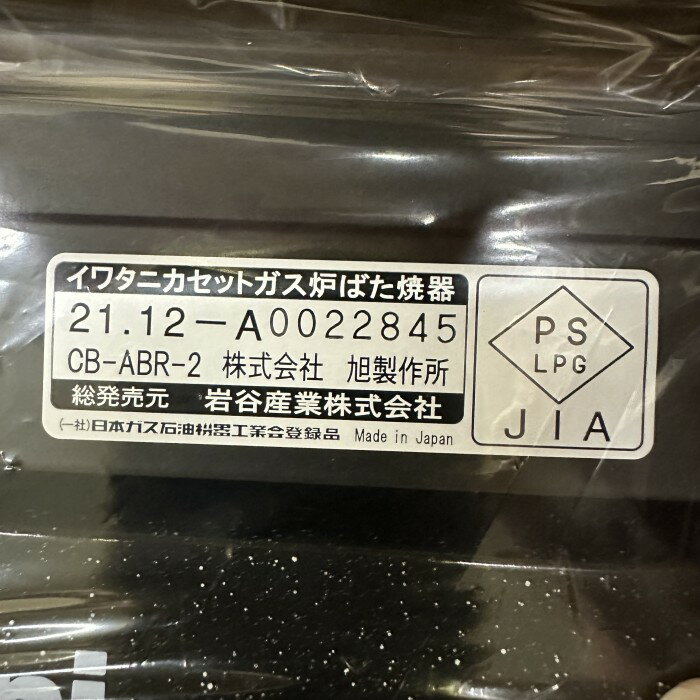 イワタニカセットガス炉ばた焼器
21.12-A0022845
CB-ABR-2 株式会社 旭製作所
総発売元 岩谷産業株式会社
(一社)日本ガス石油機器工業会登録品 Made in Japan
PS
LPG
JIA